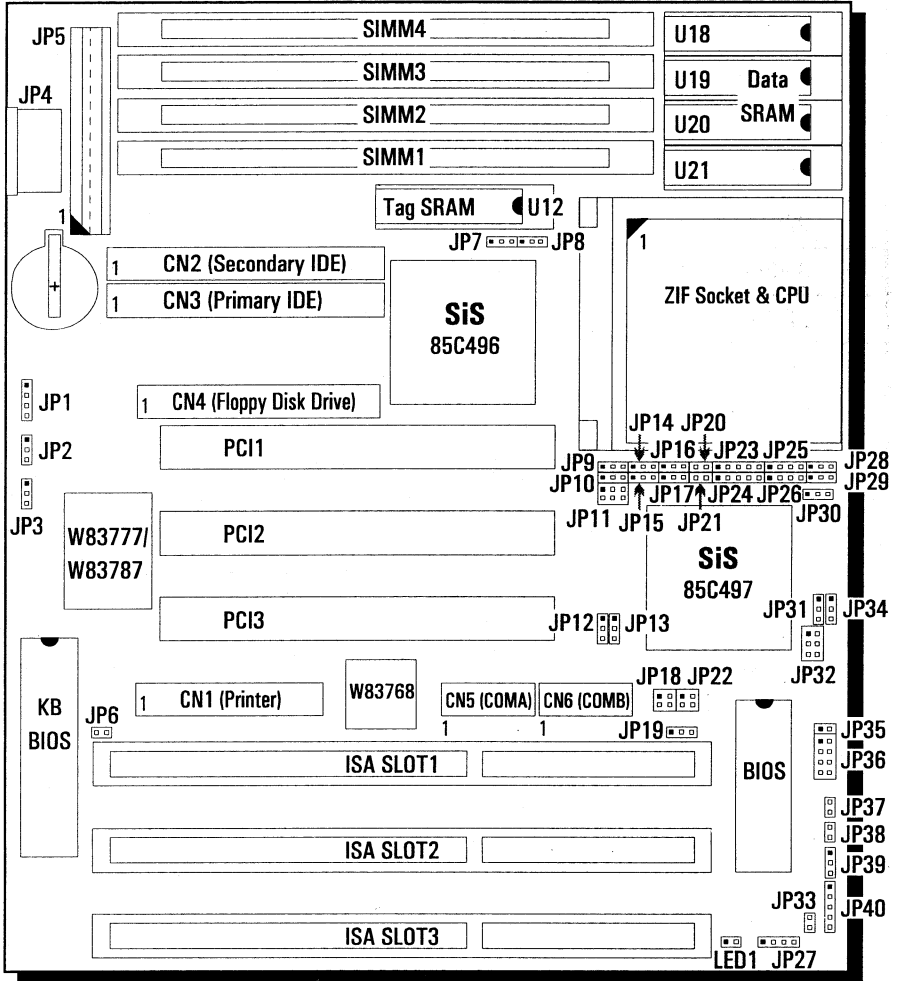 SIMM4
U18
JP5
SIMM3
U19 Data
JP4
SIMM2
SRAM
U20
SIMM1
U21
1
Tag SRAM
U12
JP7
JP8
1
1 CN2 (Secondary IDE)
+
1 CN3 (Primary IDE)
ZIF Socket & CPU
SiS
85C496
JP1
1 CN4 (Floppy Disk Drive)
JP14 JP20
JP2
PCI1
JP9
JP16
JP23
JP25
JP28
JP10
JP17
JP24
JP26
JP29
JP3
JP11
JP15
JP21
JP30
W83777/
W83787
PCI2
SiS
85C497
PCI3
JP12
JP13
JP31
JP34
JP32
KB
BIOS
1 CN1 (Printer)
W83768
CN5 (COMA)
CN6 (COMB)
JP18 JP22
JP6
1
1
JP19
JP35
JP36
ISA SLOT1
BIOS
JP37
JP38
ISA SLOT2
JP39
JP33
JP40
ISA SLOT3
LED1 JP27